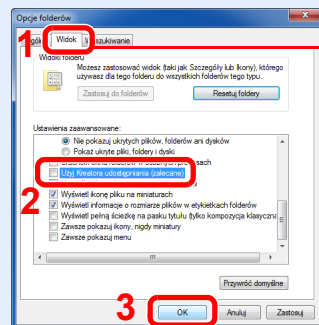 Opcje folderów
1
Widok
szukiwanie
Widoki folderu
Możesz zastosować widok (taki jak Szczegóły lub Ikony), którego
używasz dla tego folderu do wszystkich folderów tego typu.
Zastosuj do folderów
Resetuj foldery
Ustawienia zaawansowane:
Nie pokazuj ukrytych plików, folderów ani dysków
Pokaż ukryte pliki, foldery i dyski
Użyj Kreatora udostępniania (zalecane)
2
Wyświetl ikonę pliku na miniaturach
Wyświetl informacje o rozmiarze plików w etykietkach folderów
Wyświetl pełną ścieżkę na pasku tytułu (tylko kompozycja klasyczna
Zawsze pokazuj ikony, nigdy miniatury
Zawsze pokazuj menu
Przywróć domyślne
3
OK
Anuluj
Zastosuj